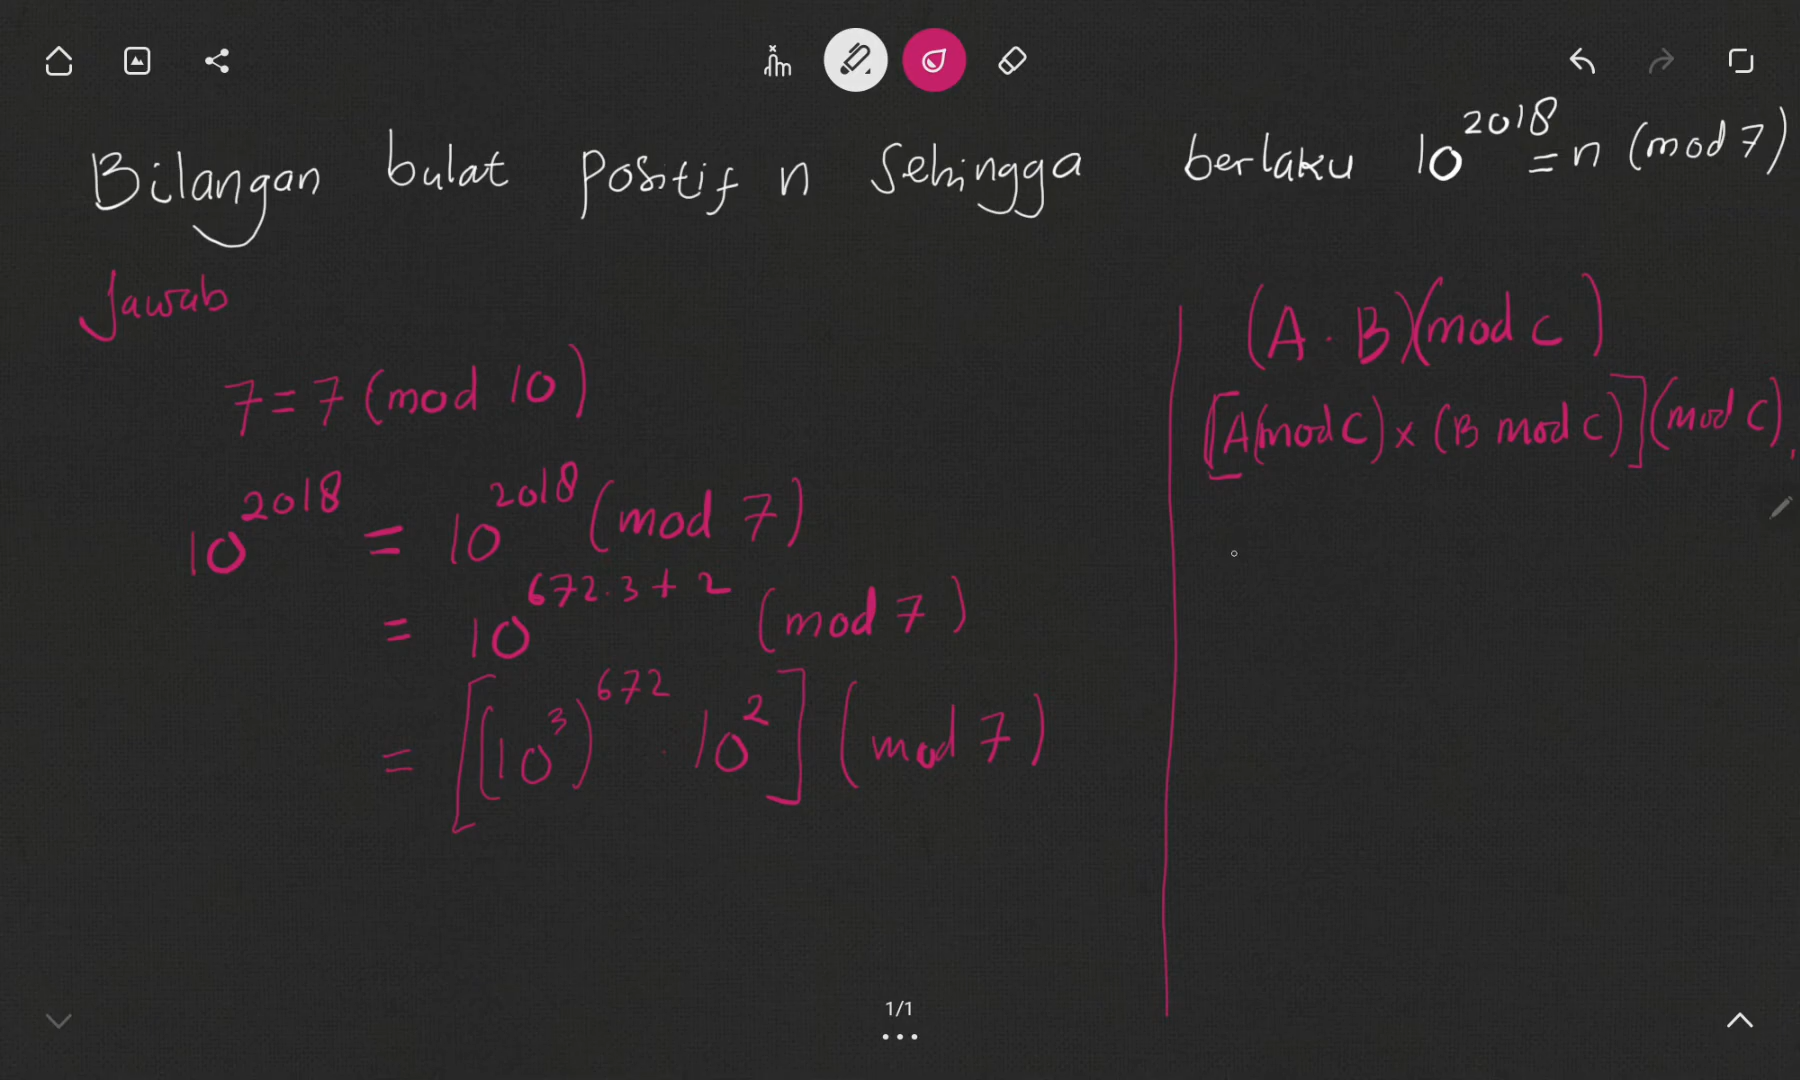 Bilangan bulat positif n sehingga berlaku 10^2018 = n (mod 7)
Jawab
7 = 7 (mod 10)
10^2018 = 10^2018 (mod 7)
= 10^672.3+2 (mod 7)
= [(10^3)^672 . 10^2] (mod 7)
(A . B)(mod C)
[A(mod C) x (B mod C)](mod C),
1/1